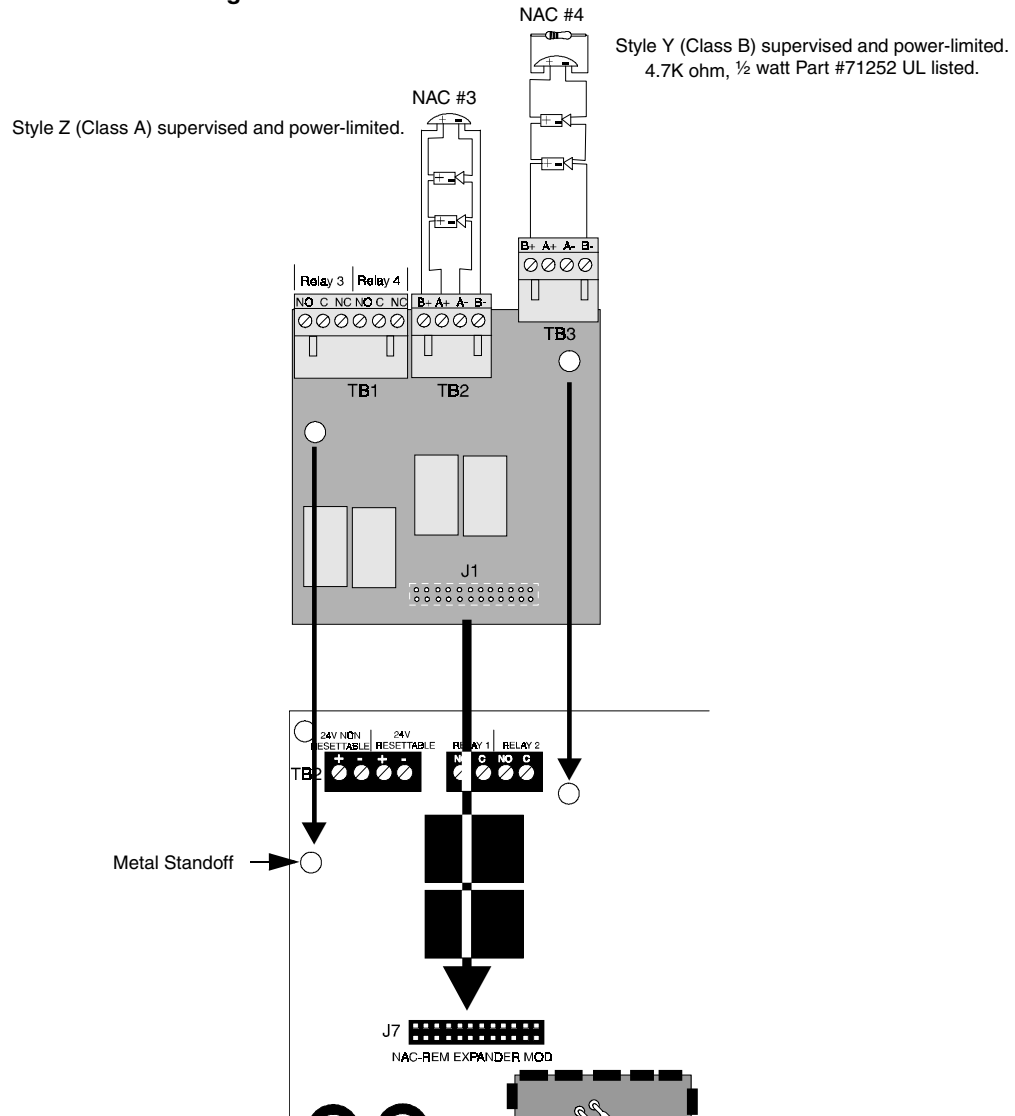 NAC #4
Style Y (Class B) supervised and power-limited.
4.7K ohm, ½ watt Part #71252 UL listed.
NAC #3
Style Z (Class A) supervised and power-limited.
B+ A+ A- B-
Relay 3 Relay 4
NO C NC NO C NC
B+ A+ A- B-
TB3
TB1
TB2
J1
24V NON RESETTABLE
24V RESETTABLE
RELAY 1
RELAY 2
+ - + -
C NO C
TB2
Metal Standoff
J7
NAC-REM EXPANDER MOD